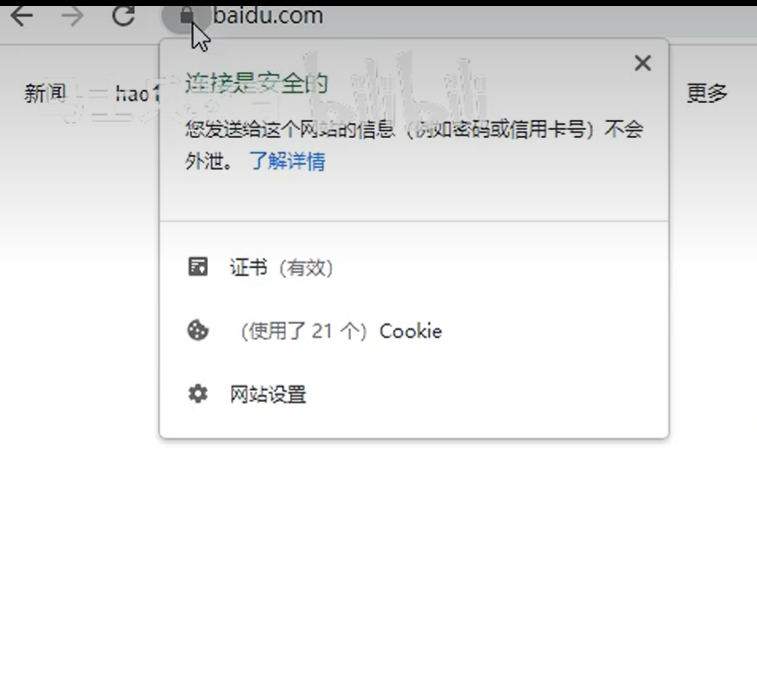 baidu.com
新闻
hao1
更多
连接是安全的
您发送给这个网站的信息（例如密码或信用卡号）不会
外泄。 了解详情
证书（有效）
（使用了 21 个）Cookie
网站设置
bilibili